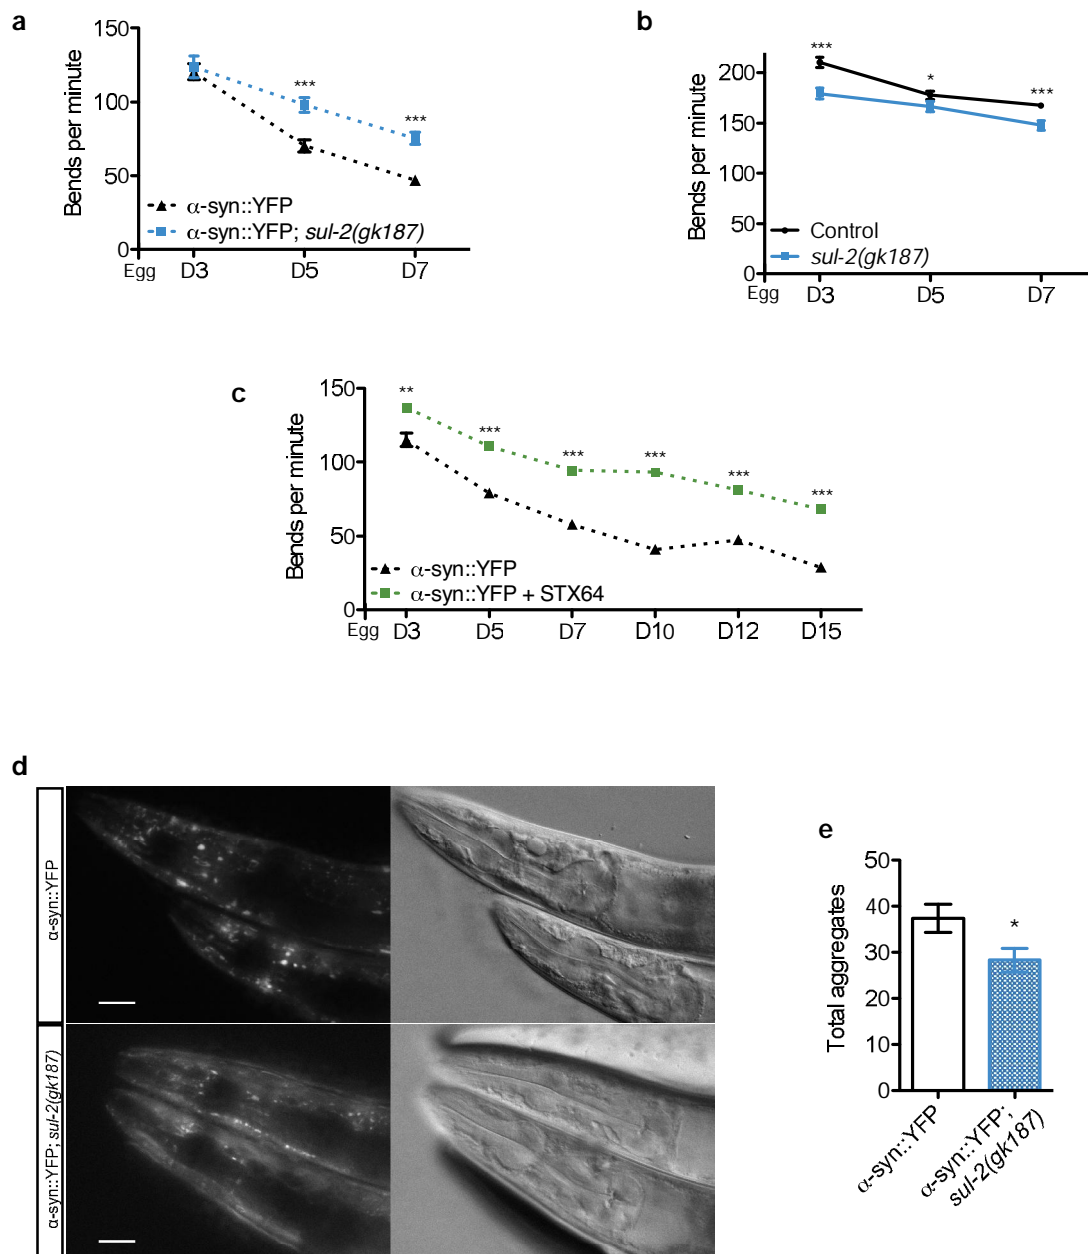 a
150
100
50
0
Bends per minute
***
***
α-syn::YFP
α-syn::YFP; sul-2(gk187)
Egg D3 D5 D7
b
200
150
100
50
0
Bends per minute
***
*
***
Control
sul-2(gk187)
Egg D3 D5 D7
c
150
100
50
0
Bends per minute
**
***
***
***
***
***
α-syn::YFP
α-syn::YFP + STX64
Egg D3 D5 D7 D10 D12 D15
d
α-syn::YFP
α-syn::YFP; sul-2(gk187)
e
50
40
30
20
10
0
Total aggregates
*
α-syn::YFP
α-syn::YFP;
sul-2(gk187)